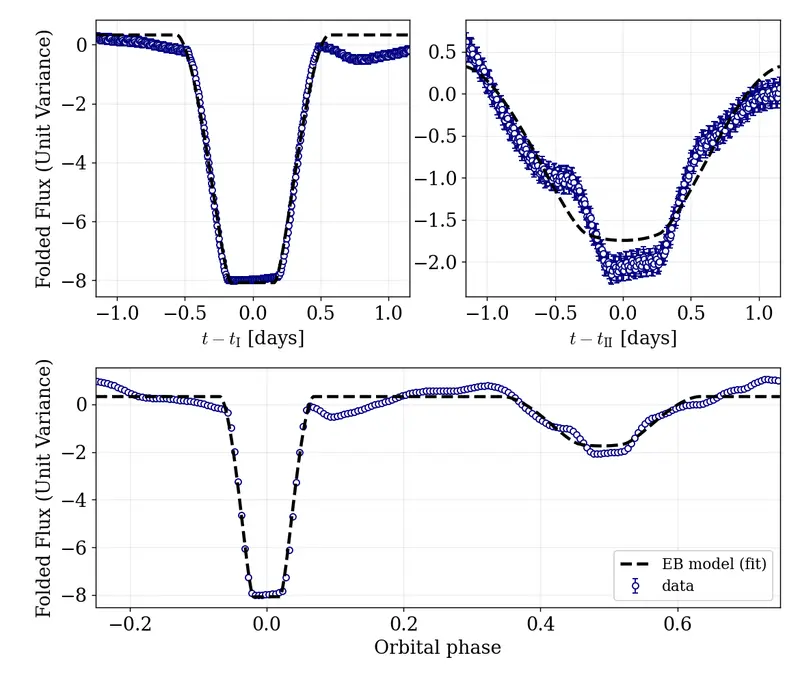 Folded Flux (Unit Variance)
0
−2
−4
−6
−8
−1.0 −0.5 0.0 0.5 1.0
t − tI [days]
0.5
0.0
−0.5
−1.0
−1.5
−2.0
−1.0 −0.5 0.0 0.5 1.0
t − tII [days]
Folded Flux (Unit Variance)
0
−2
−4
−6
−8
EB model (fit)
data
−0.2 0.0 0.2 0.4 0.6
Orbital phase